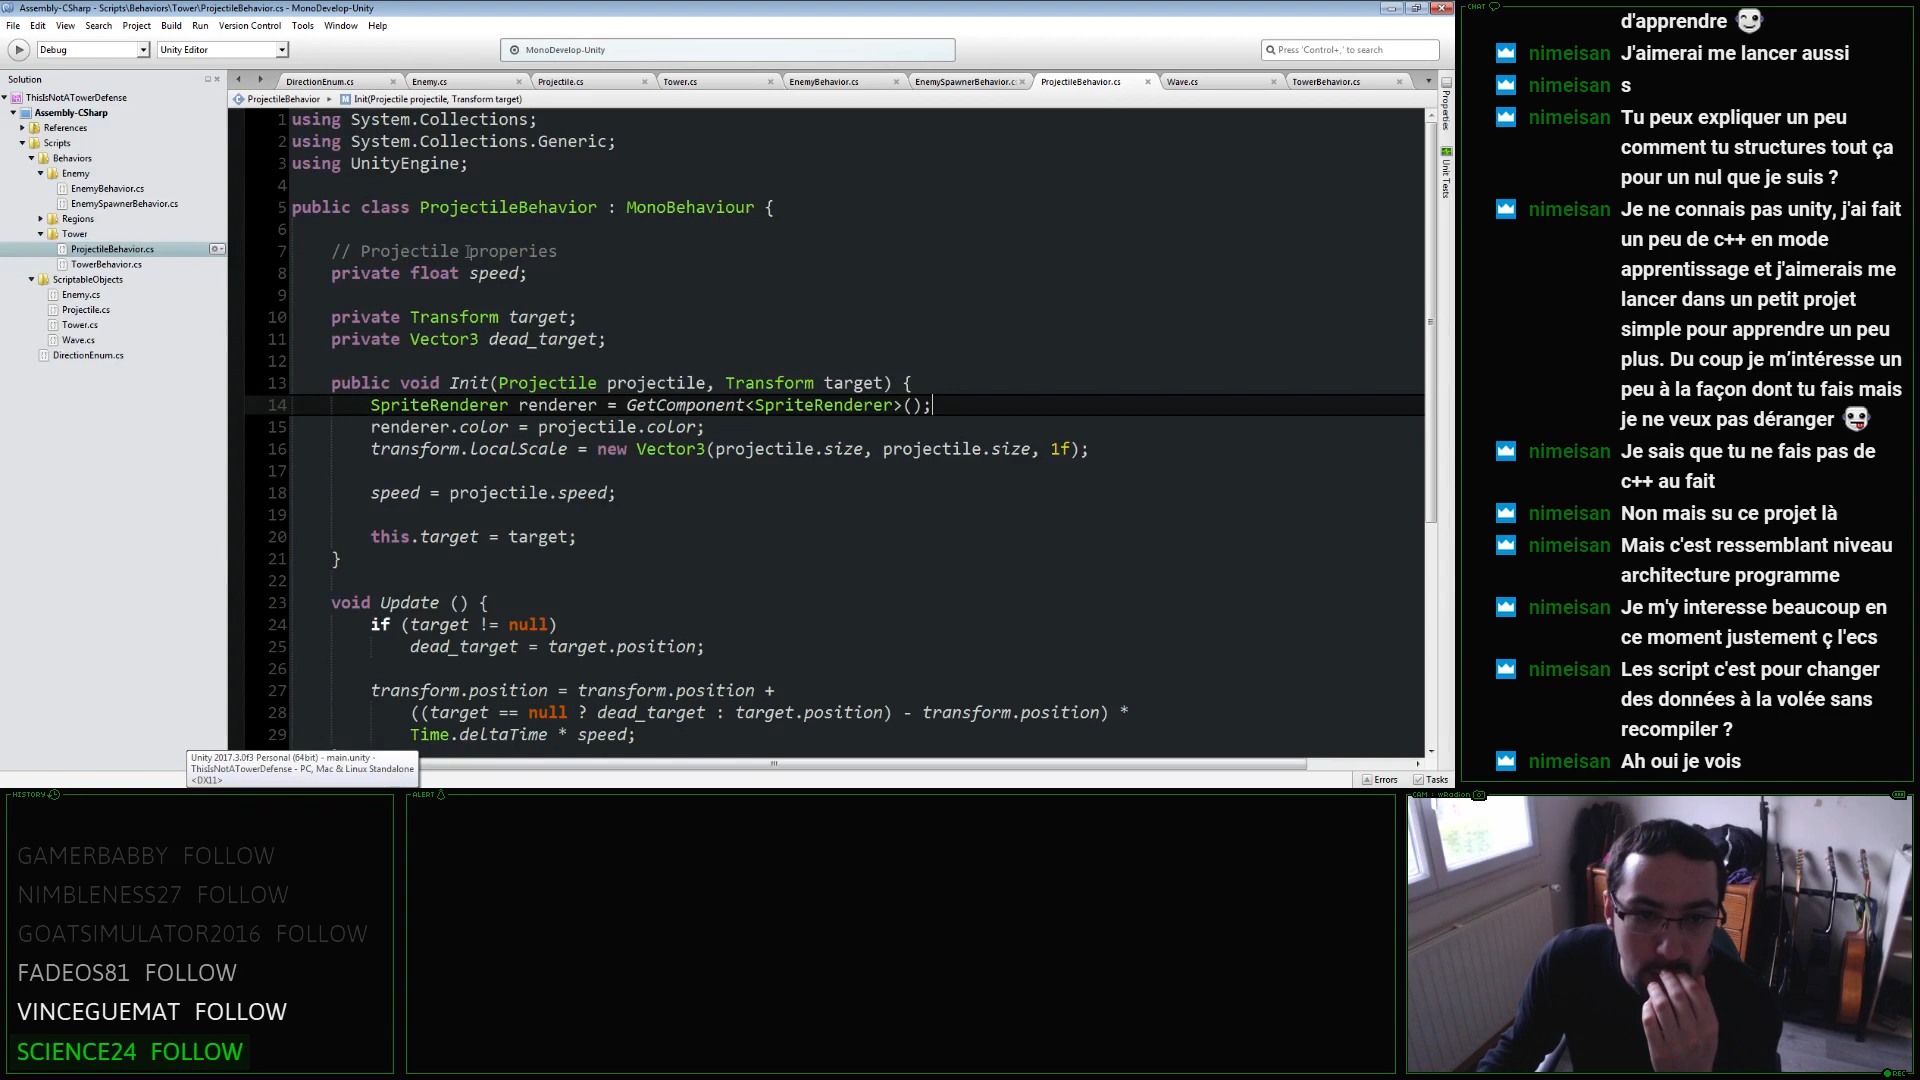 Assembly-CSharp - Scripts\Behaviors\Tower\ProjectileBehavior.cs - MonoDevelop-Unity
File Edit View Search Project Build Run Version Control Tools Window Help
Debug Unity Editor MonoDevelop-Unity Press 'Control+,' to search
Solution
ThisIsNotATowerDefense
Assembly-CSharp
References
Scripts
Behaviors
Enemy
EnemyBehavior.cs
EnemySpawnerBehavior.cs
Regions
Tower
ProjectileBehavior.cs
TowerBehavior.cs
ScriptableObjects
Enemy.cs
Projectile.cs
Tower.cs
Wave.cs
DirectionEnum.cs
DirectionEnum.cs Enemy.cs Projectile.cs Tower.cs EnemyBehavior.cs EnemySpawnerBehavior.c ProjectileBehavior.cs Wave.cs TowerBehavior.cs
ProjectileBehavior Init(Projectile projectile, Transform target)
1 using System.Collections;
2 using System.Collections.Generic;
3 using UnityEngine;
4
5 public class ProjectileBehavior : MonoBehaviour {
6
7 // Projectile properies
8 private float speed;
9
10 private Transform target;
11 private Vector3 dead_target;
12
13 public void Init(Projectile projectile, Transform target) {
14 SpriteRenderer renderer = GetComponent<SpriteRenderer>();
15 renderer.color = projectile.color;
16 transform.localScale = new Vector3(projectile.size, projectile.size, 1f);
17
18 speed = projectile.speed;
19
20 this.target = target;
21 }
22
23 void Update () {
24 if (target != null)
25 dead_target = target.position;
26
27 transform.position = transform.position +
28 ((target == null ? dead_target : target.position) - transform.position) *
29 Time.deltaTime * speed;
Properties
Unit Tests
Unity 2017.3.0f3 Personal (64bit) - main.unity -
ThisIsNotATowerDefense - PC, Mac & Linux Standalone
<DX11>
Errors Tasks
CHAT
d'apprendre
nimeisan J'aimerai me lancer aussi
nimeisan s
nimeisan Tu peux expliquer un peu
comment tu structures tout ça
pour un nul que je suis ?
nimeisan Je ne connais pas unity, j'ai fait
un peu de c++ en mode
apprentissage et j'aimerais me
lancer dans un petit projet
simple pour apprendre un peu
plus. Du coup je m'intéresse un
peu à la façon dont tu fais mais
je ne veux pas déranger
nimeisan Je sais que tu ne fais pas de
c++ au fait
nimeisan Non mais su ce projet là
nimeisan Mais c'est ressemblant niveau
architecture programme
nimeisan Je m'y interesse beaucoup en
ce moment justement ç l'ecs
nimeisan Les script c'est pour changer
des données à la volée sans
recompiler ?
nimeisan Ah oui je vois
HISTORY
GAMERBABBY FOLLOW
NIMBLENESS27 FOLLOW
GOATSIMULATOR2016 FOLLOW
FADEOS81 FOLLOW
VINCEGUEMAT FOLLOW
SCIENCE24 FOLLOW
ALERT
CAM : wRadion
REC